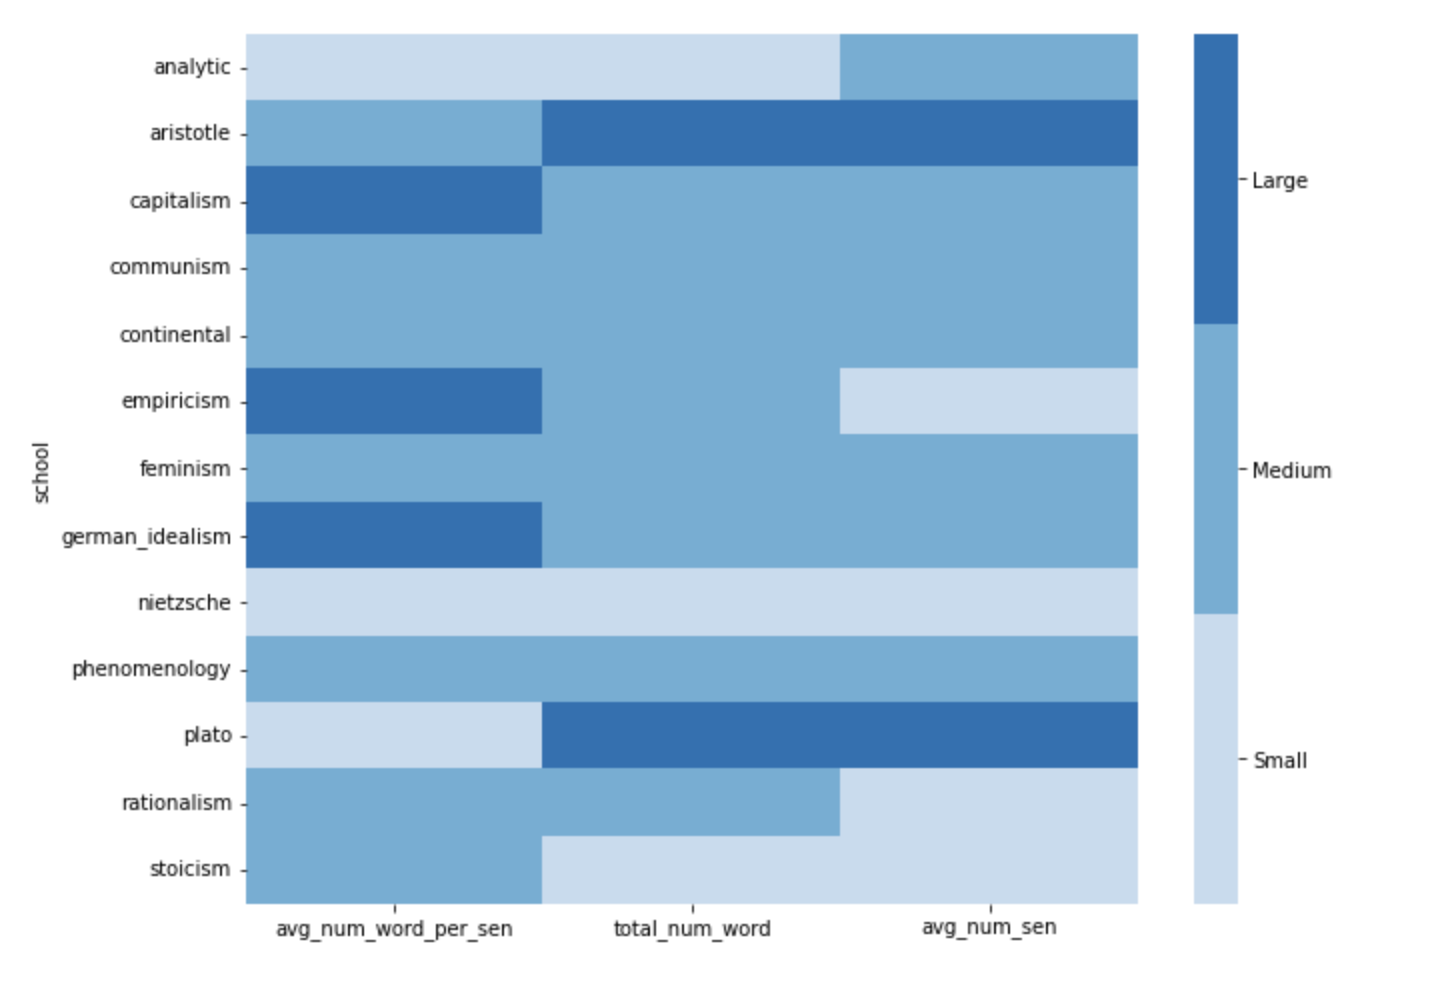 analytic
aristotle
capitalism
communism
continental
empiricism
feminism
german_idealism
nietzsche
phenomenology
plato
rationalism
stoicism
school
avg_num_word_per_sen
total_num_word
avg_num_sen
Large
Medium
Small